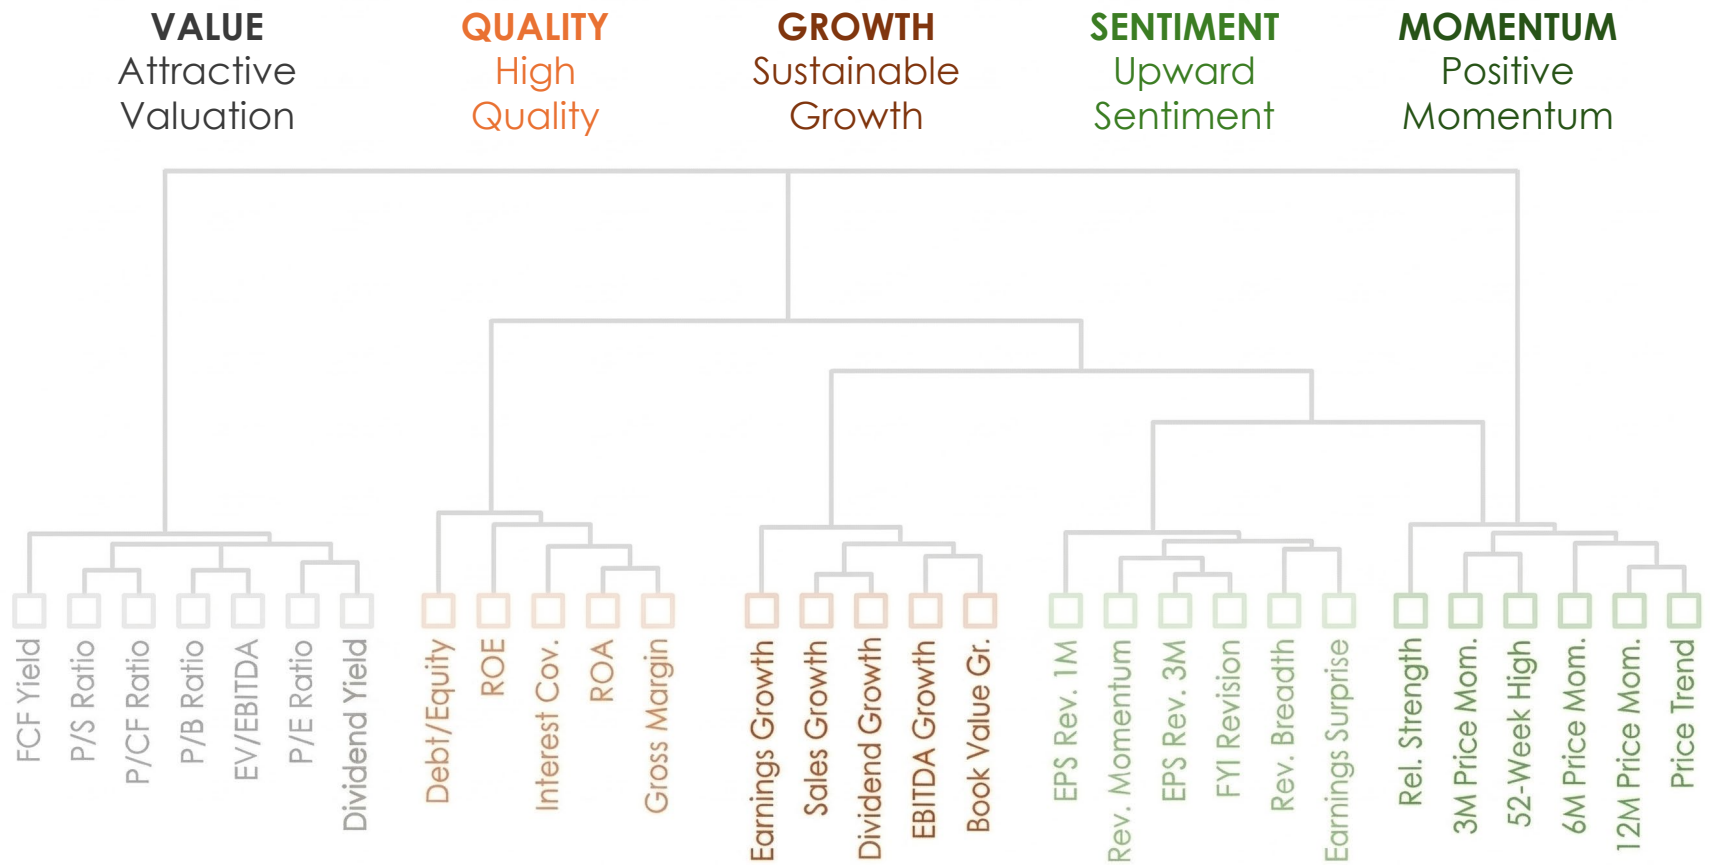 VALUE
Attractive
Valuation
QUALITY
High
Quality
GROWTH
Sustainable
Growth
SENTIMENT
Upward
Sentiment
MOMENTUM
Positive
Momentum
FCF Yield
P/S Ratio
P/CF Ratio
P/B Ratio
EV/EBITDA
P/E Ratio
Dividend Yield
Debt/Equity
ROE
Interest Cov.
ROA
Gross Margin
Earnings Growth
Sales Growth
Dividend Growth
EBITDA Growth
Book Value Gr.
EPS Rev. 1M
Rev. Momentum
EPS Rev. 3M
FYI Revision
Rev. Breadth
Earnings Surprise
Rel. Strength
3M Price Mom.
52-Week High
6M Price Mom.
12M Price Mom.
Price Trend